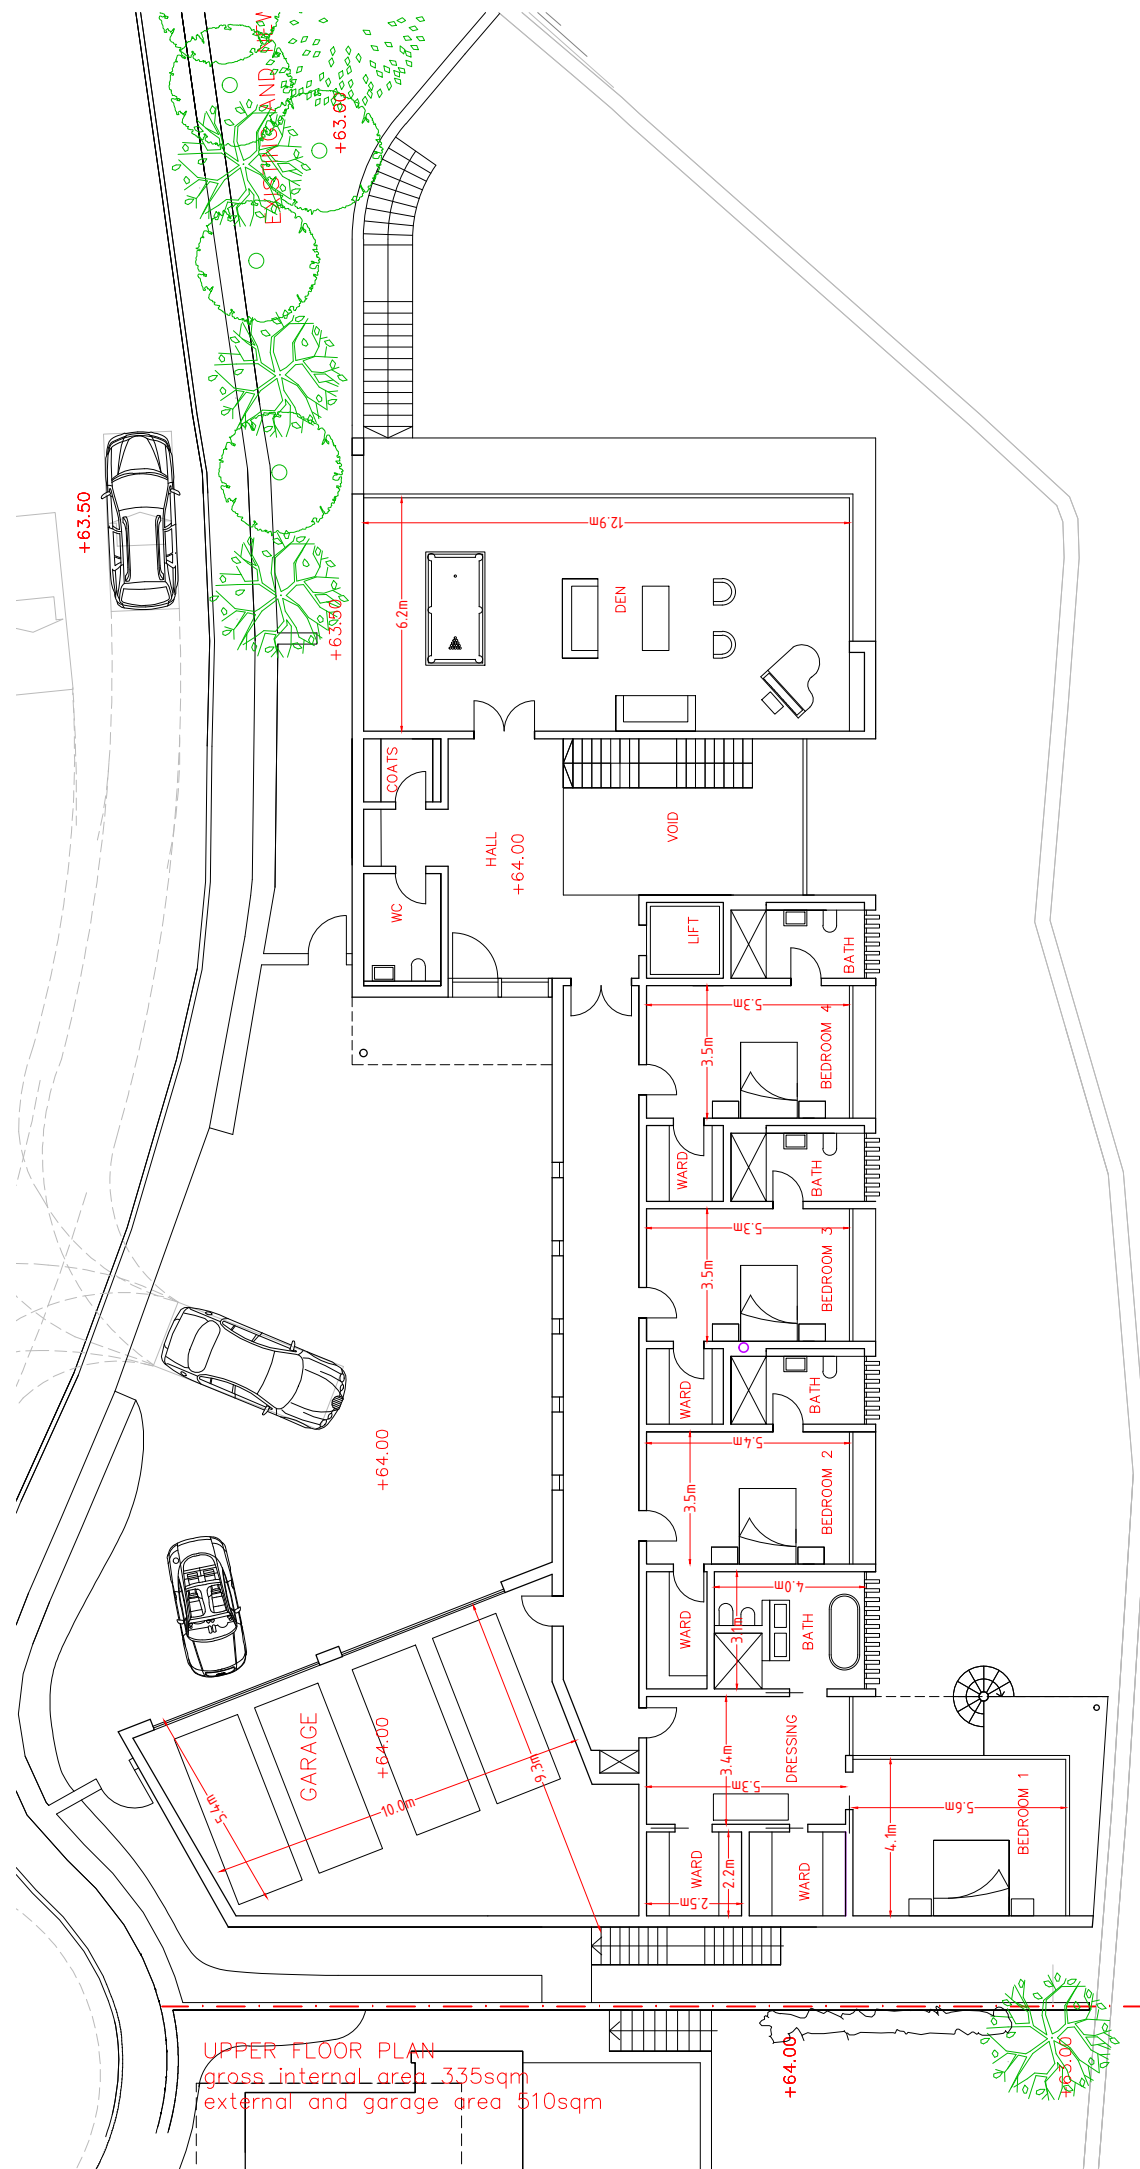 EXISTING AND NEW
+63.60
+63.50
+63.50
12.9m
6.2m
DEN
COATS
HALL
+64.00
VOID
WC
LIFT
BATH
5.3m
3.5m
BEDROOM 4
WARD
BATH
5.3m
3.5m
BEDROOM 3
WARD
BATH
5.4m
3.5m
BEDROOM 2
+64.00
4.0m
3.1m
WARD
BATH
GARAGE
+64.00
5.4m
10.0m
9.3m
3.4m
5.3m
DRESSING
5.6m
4.1m
BEDROOM 1
WARD
2.2m
2.5m
WARD
UPPER FLOOR PLAN
gross internal area 335sqm
external and garage area 510sqm
+64.00
+63.00